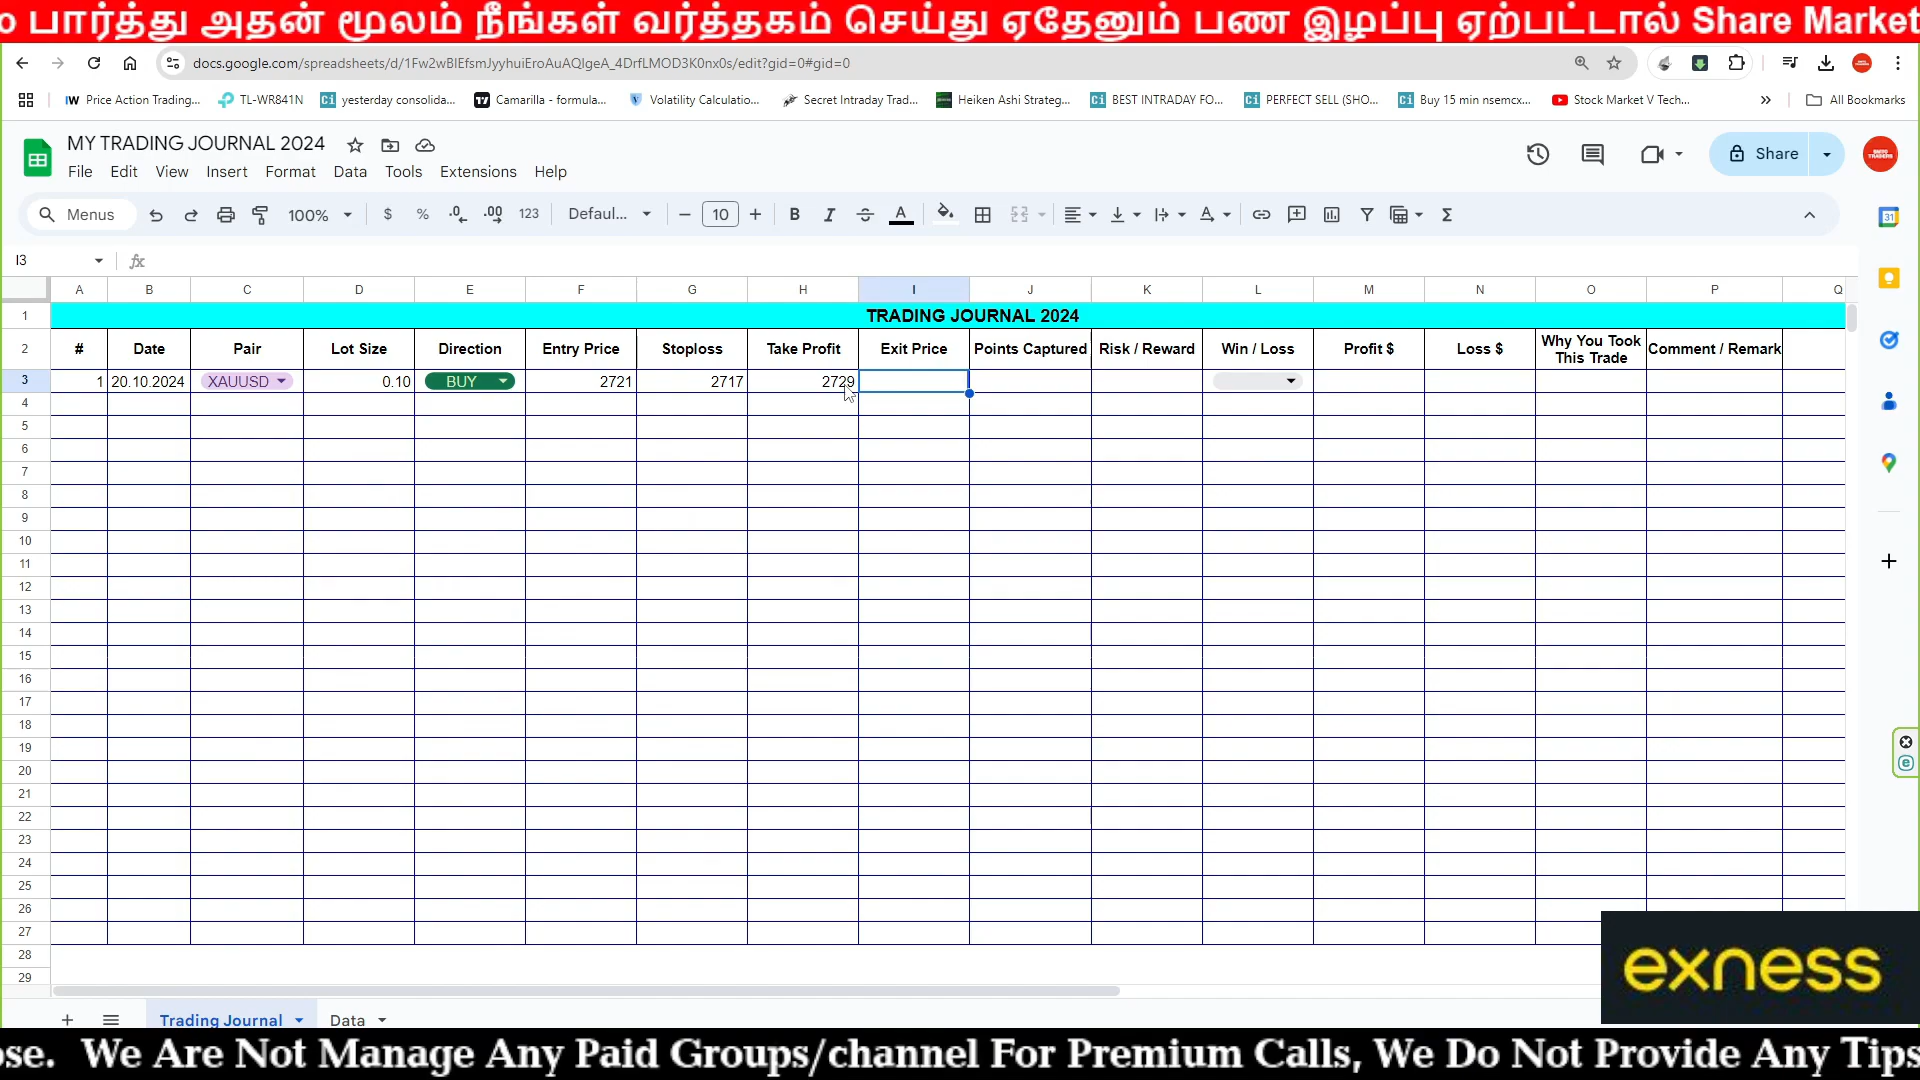 பார்த்து அதன் மூலம் நீங்கள் வர்த்தகம் செய்து ஏதேனும் பண இழப்பு ஏற்பட்டால் Share Market
docs.google.com/spreadsheets/d/1Fw2wBIEfsmJyyhuiEroAuAQIgeA_4DrfLMOD3K0nx0s/edit?gid=0#gid=0
Price Action Trading... TL-WR841N yesterday consolida... Camarilla - formula... Volatility Calculatio... Secret Intraday Trad... Heiken Ashi Strateg... BEST INTRADAY FO... PERFECT SELL (SHO... Buy 15 min nsemcx... Stock Market V Tech... All Bookmarks
MY TRADING JOURNAL 2024
File Edit View Insert Format Data Tools Extensions Help
Share
Menus 100% $ % .0 .00 123 Defaul... 10 B I A
I3 fx
A B C D E F G H I J K L M N O P Q
1 TRADING JOURNAL 2024
2 # Date Pair Lot Size Direction Entry Price Stoploss Take Profit Exit Price Points Captured Risk / Reward Win / Loss Profit $ Loss $ Why You Took This Trade Comment / Remark
3 1 20.10.2024 XAUUSD 0.10 BUY 2721 2717 2729
4
5
6
7
8
9
10
11
12
13
14
15
16
17
18
19
20
21
22
23
24
25
26
27
28
29
exness
Trading Journal Data
ose. We Are Not Manage Any Paid Groups/channel For Premium Calls, We Do Not Provide Any Tips